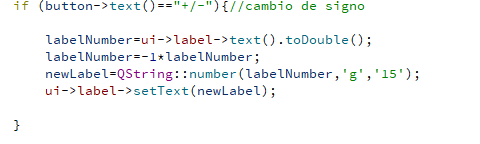 if (button->text()=="+/-"){//cambio de signo
labelNumber=ui->label->text().toDouble();
labelNumber=-1*labelNumber;
newLabel=QString::number(labelNumber,'g','15');
ui->label->setText(newLabel);
}